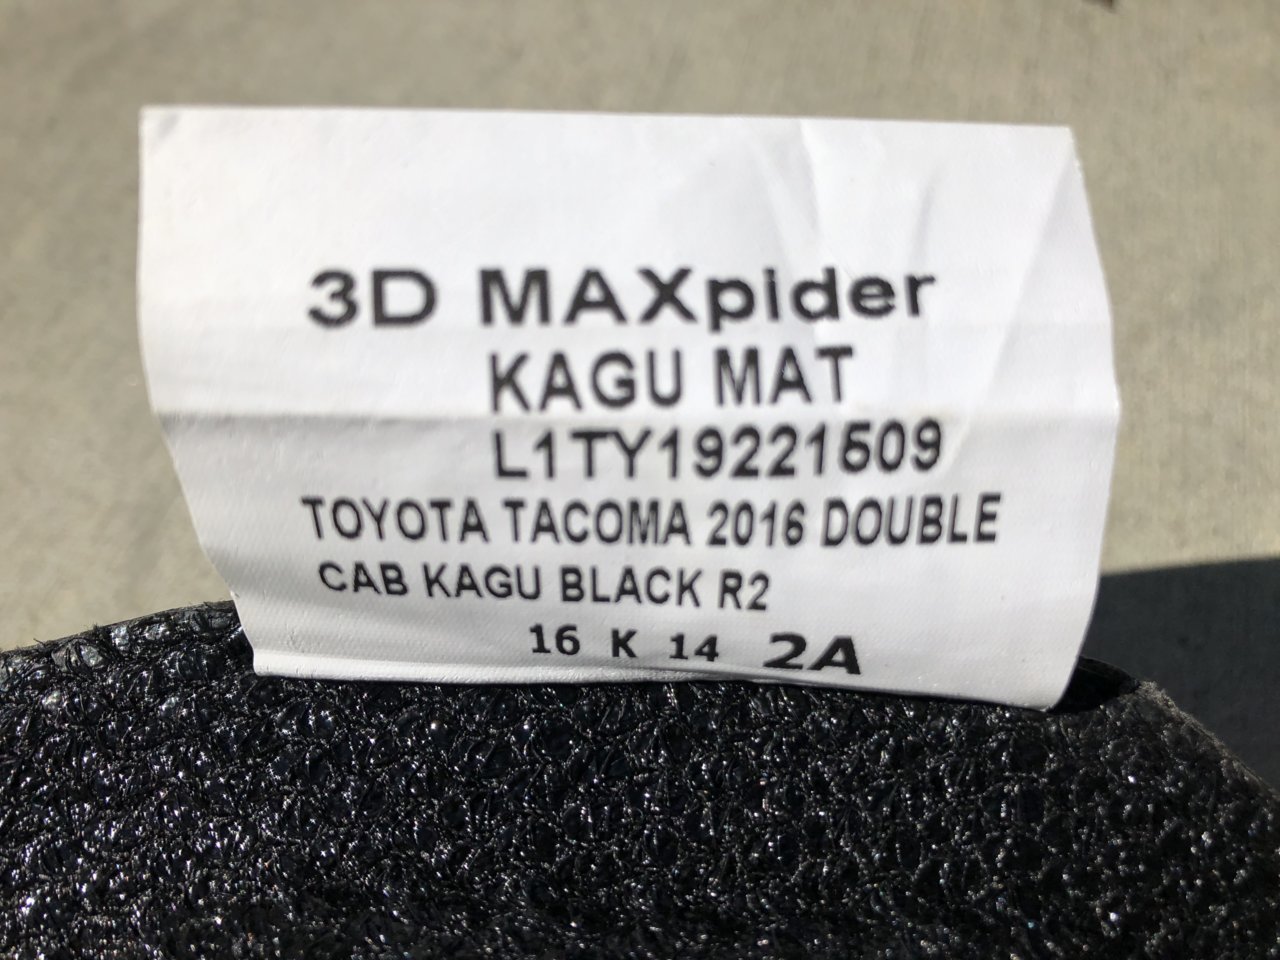 3D MAXpider
KAGU MAT
L1TY19221509
TOYOTA TACOMA 2016 DOUBLE
CAB KAGU BLACK R2
16 K 14 2A